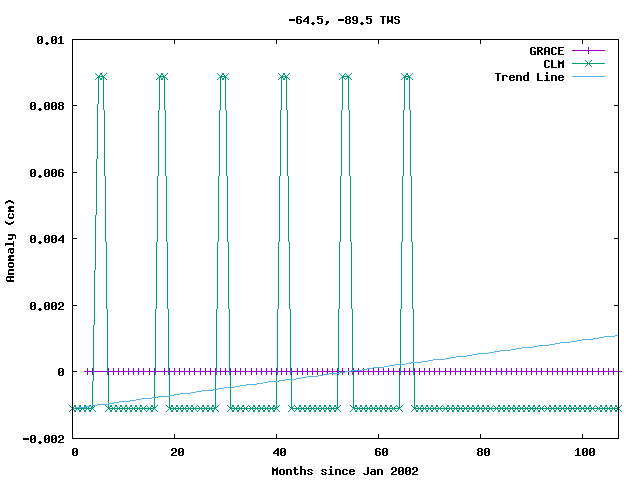 -64.5, -89.5 TWS
0.01
GRACE
CLM
Trend Line
0.008
0.006
0.004
0.002
0
-0.002
Anomaly (cm)
0 20 40 60 80 100
Months since Jan 2002